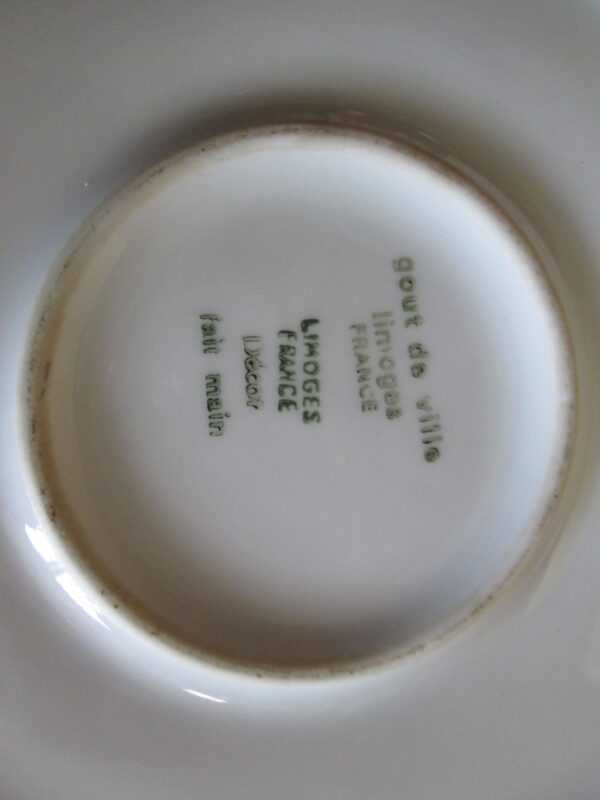 gout de ville
limoges
FRANCE
LIMOGES
FRANCE
Décor
fait main